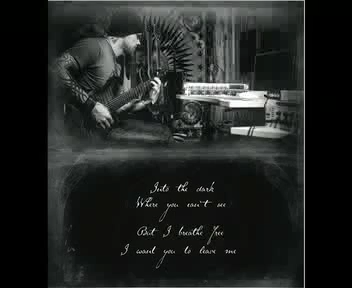 Into the dark
Where you can't see
But I breathe free
I want you to leave me